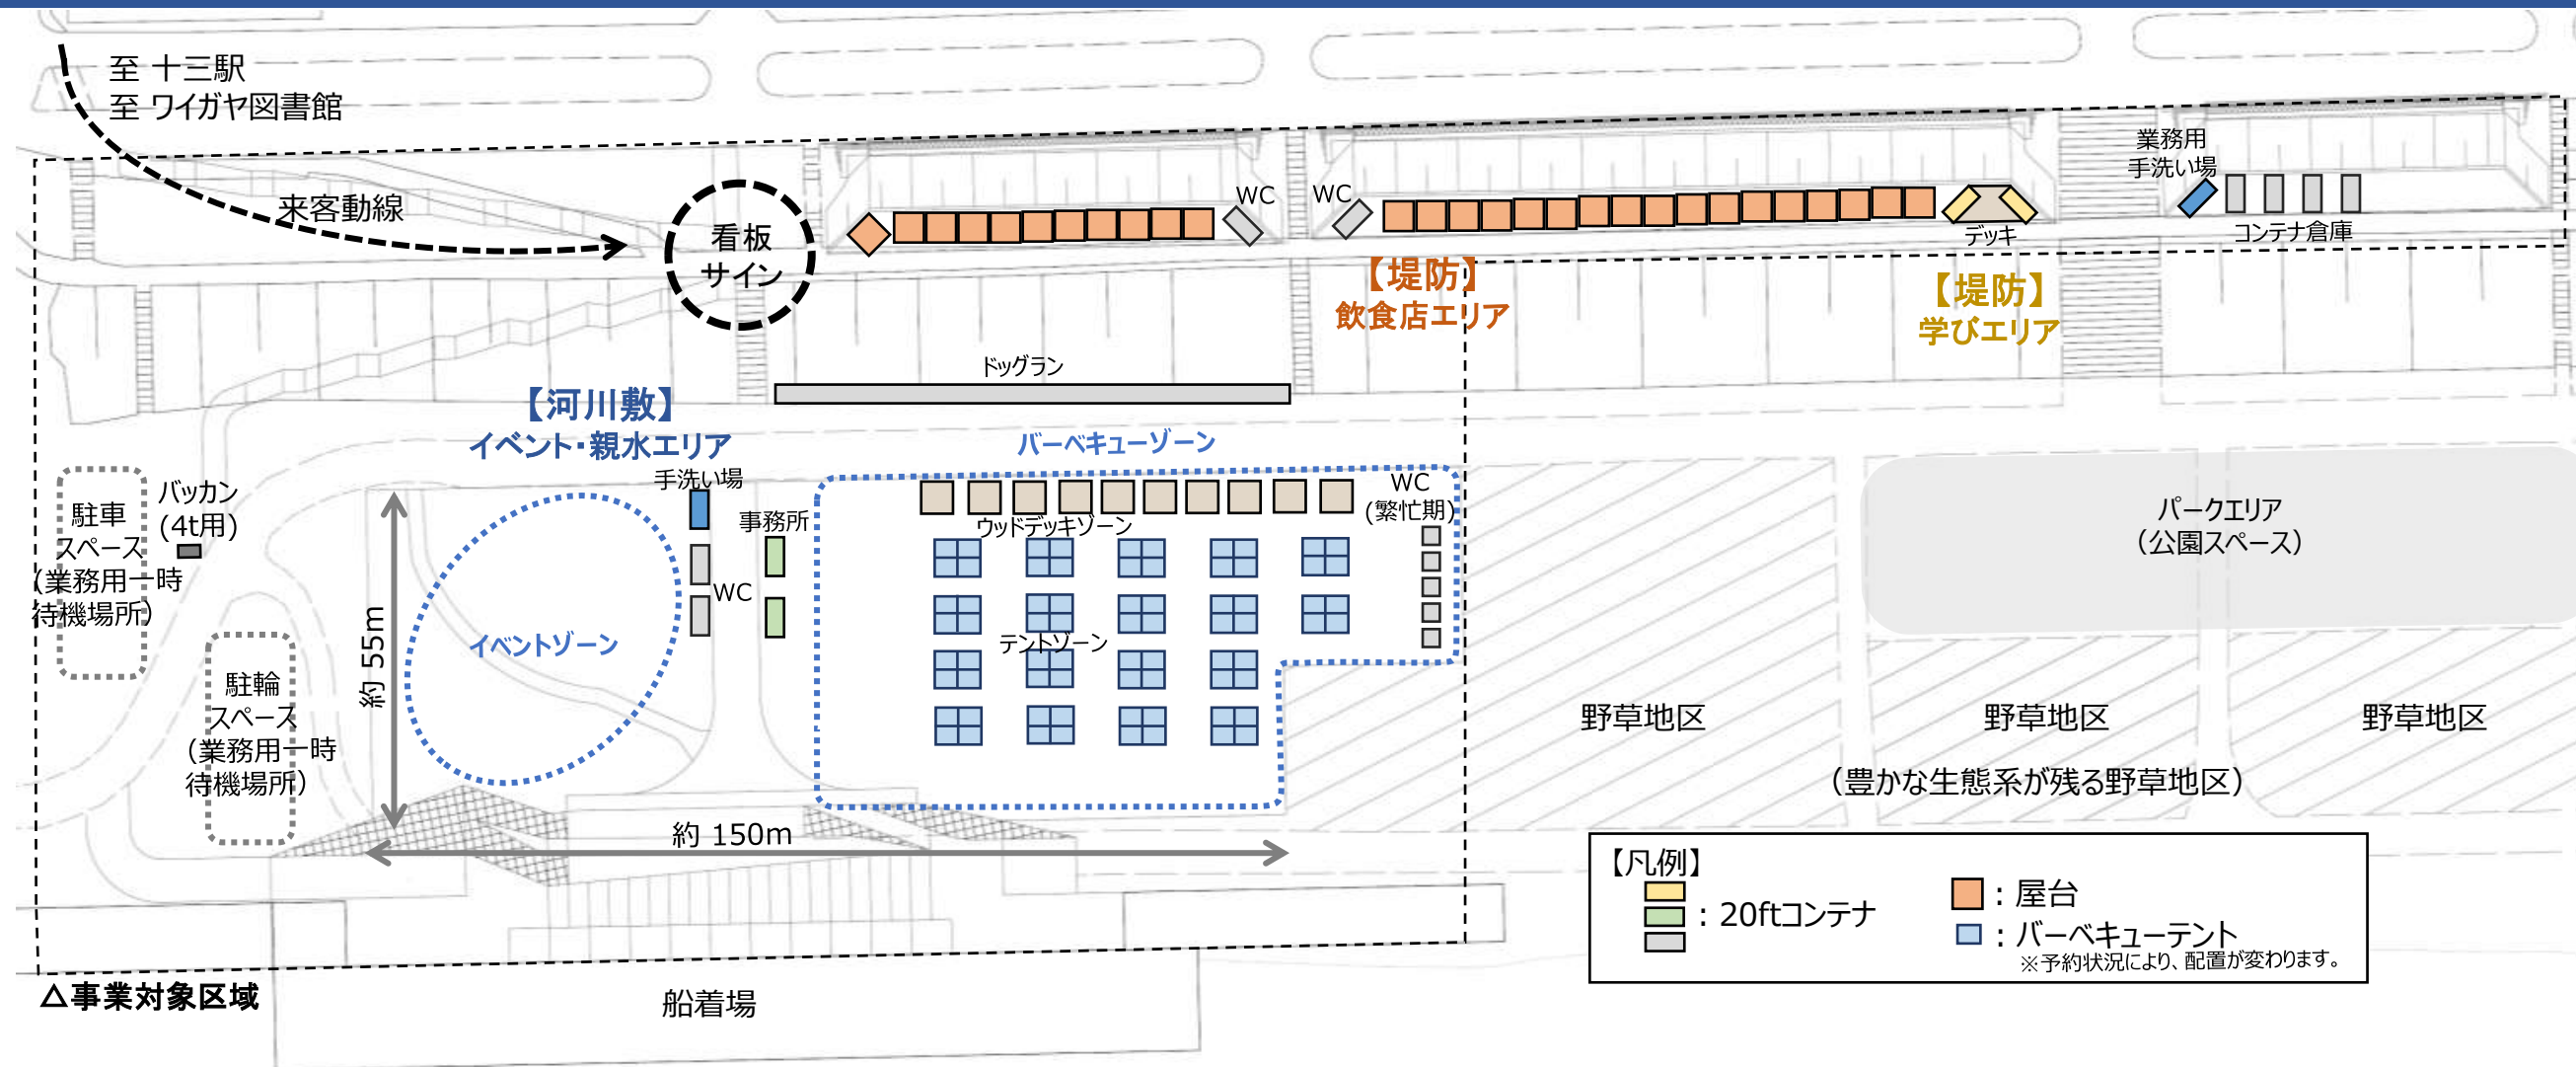 至 十三駅
至 ワイガヤ図書館
来客動線
看板
サイン
WC
WC
デッキ
業務用
手洗い場
コンテナ倉庫
【堤防】
飲食店エリア
【堤防】
学びエリア
ドッグラン
【河川敷】
イベント・親水エリア
バーベキューゾーン
手洗い場
事務所
WC
WC
(繁忙期)
ウッドデッキゾーン
テントゾーン
イベントゾーン
駐車
スペース
(業務用一時
待機場所)
バッカン
(4t用)
駐輪
スペース
(業務用一時
待機場所)
約 55m
約 150m
パークエリア
(公園スペース)
野草地区
野草地区
野草地区
(豊かな生態系が残る野草地区)
【凡例】
:20ftコンテナ
:屋台
:バーベキューテント
※予約状況により、配置が変わります。
△事業対象区域
船着場